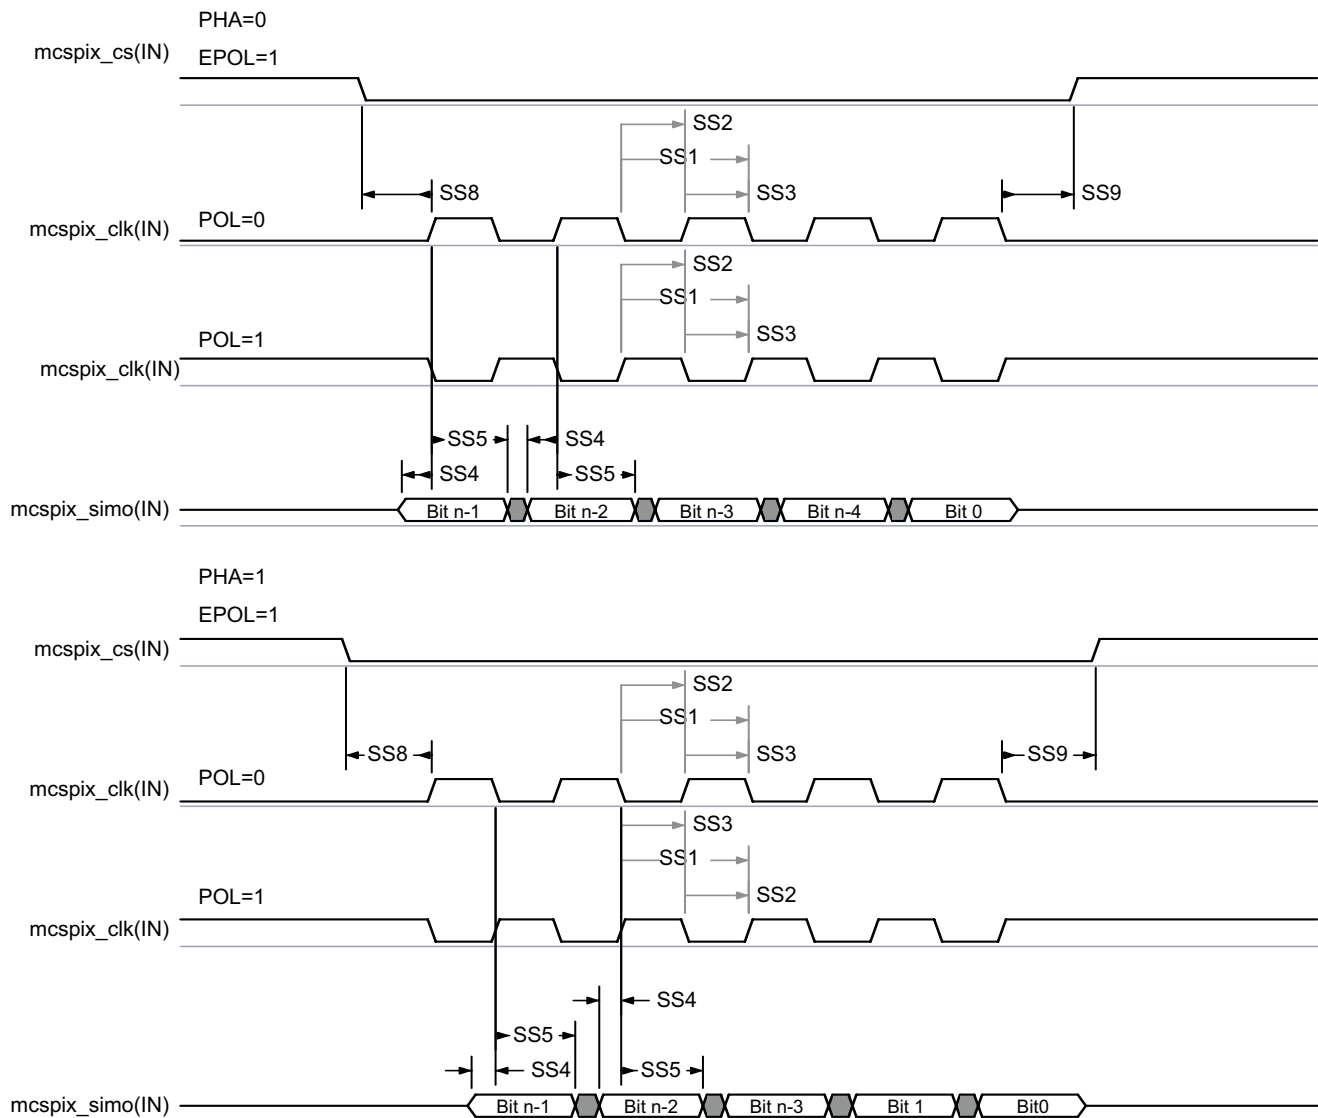 PHA=0
mcspix_cs(IN)
EPOL=1
SS2
SS1
SS3
SS8
SS9
POL=0
mcspix_clk(IN)
SS2
SS1
SS3
POL=1
mcspix_clk(IN)
SS5
SS4
SS4
SS5
mcspix_simo(IN)
Bit n-1
Bit n-2
Bit n-3
Bit n-4
Bit 0
PHA=1
EPOL=1
mcspix_cs(IN)
SS2
SS1
SS8
SS3
SS9
POL=0
mcspix_clk(IN)
SS3
SS1
POL=1
SS2
mcspix_clk(IN)
SS4
SS5
SS4
SS5
mcspix_simo(IN)
Bit n-1
Bit n-2
Bit n-3
Bit 1
Bit0